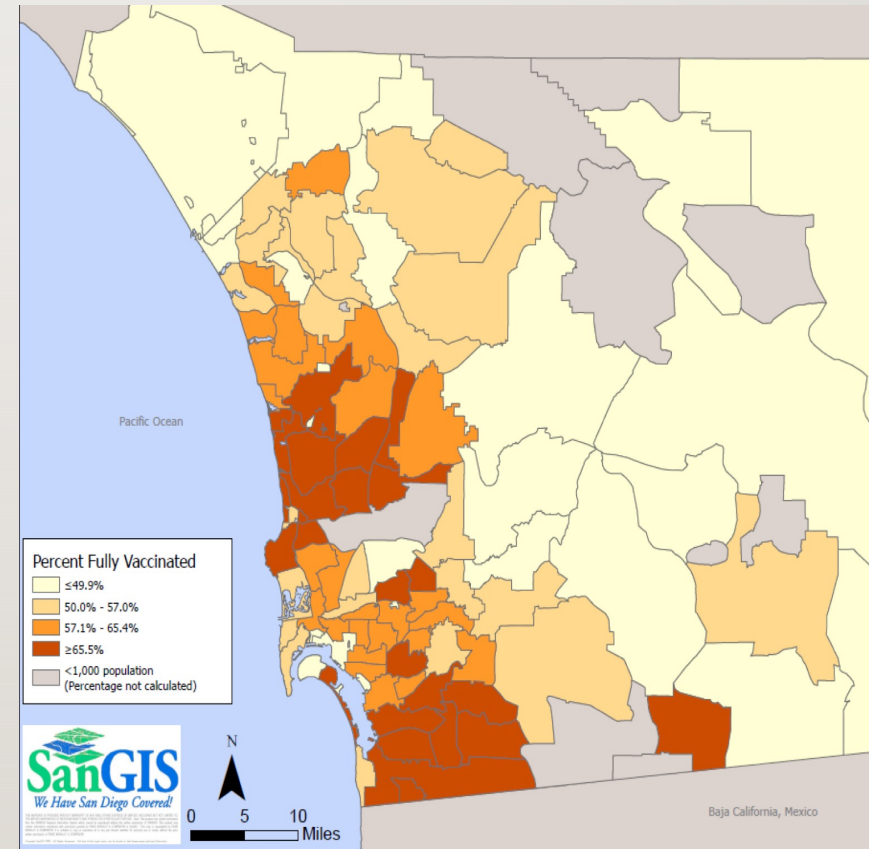 Pacific Ocean
Percent Fully Vaccinated
≤49.9%
50.0% - 57.0%
57.1% - 65.4%
≥65.5%
<1,000 population
(Percentage not calculated)
SanGIS
We Have San Diego Covered!
N
0 5 10
Miles
Baja California, Mexico